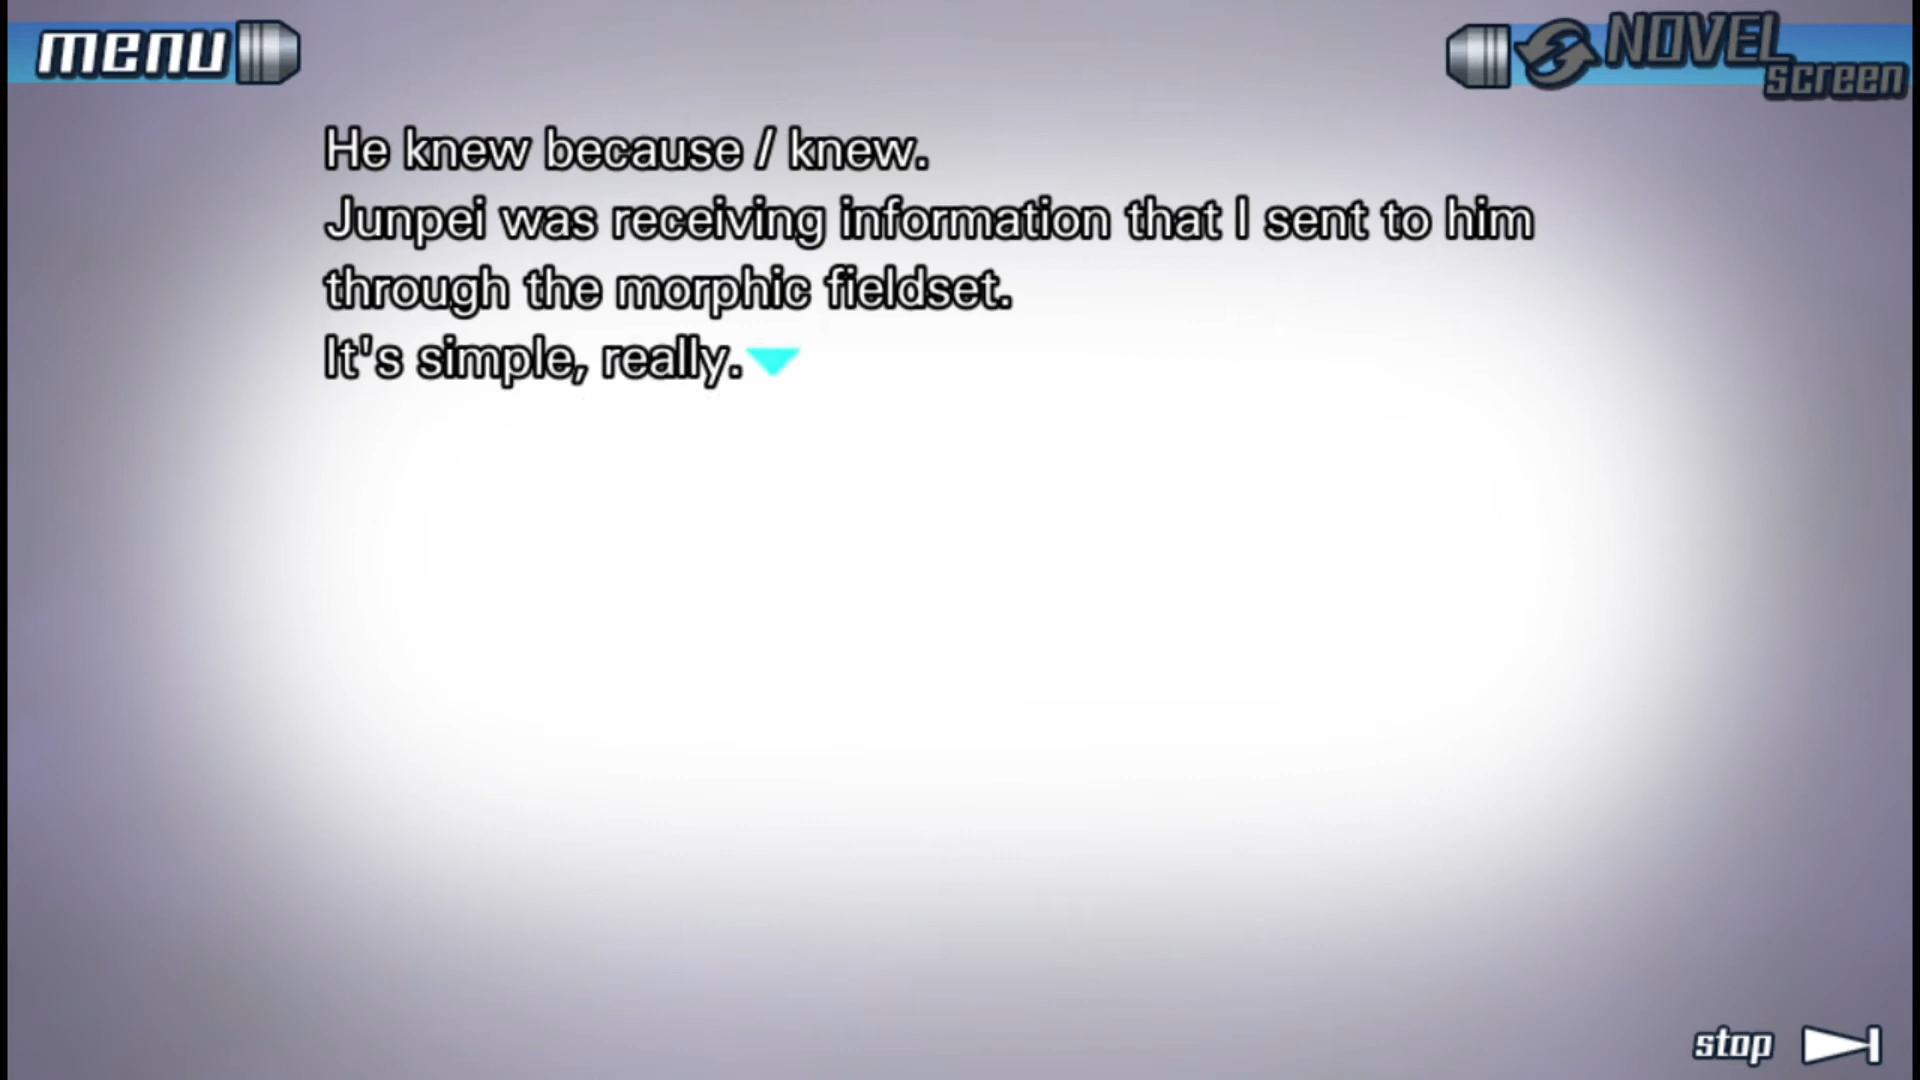 menu
NOVEL
screen
He knew because I knew.
Junpei was receiving information that I sent to him
through the morphic fieldset.
It's simple, really.
stop